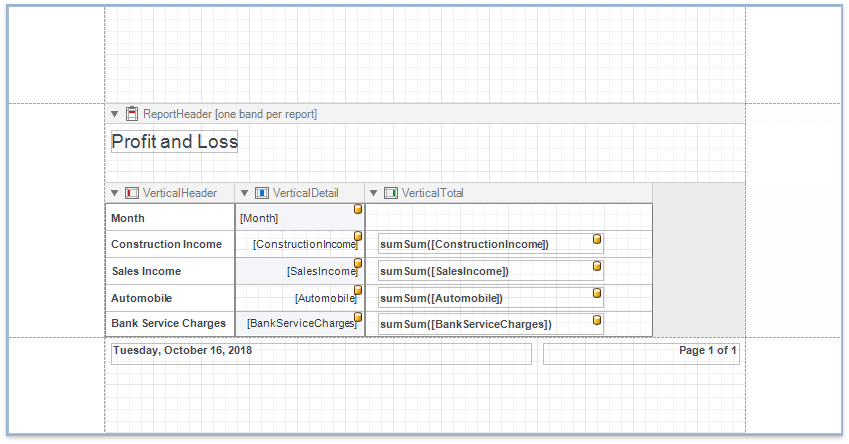 ReportHeader [one band per report]
Profit and Loss
VerticalHeader VerticalDetail VerticalTotal
Month [Month]
Construction Income [ConstructionIncome] sumSum([ConstructionIncome])
Sales Income [SalesIncome] sumSum([SalesIncome])
Automobile [Automobile] sumSum([Automobile])
Bank Service Charges [BankServiceCharges] sumSum([BankServiceCharges])
Tuesday, October 16, 2018 Page 1 of 1